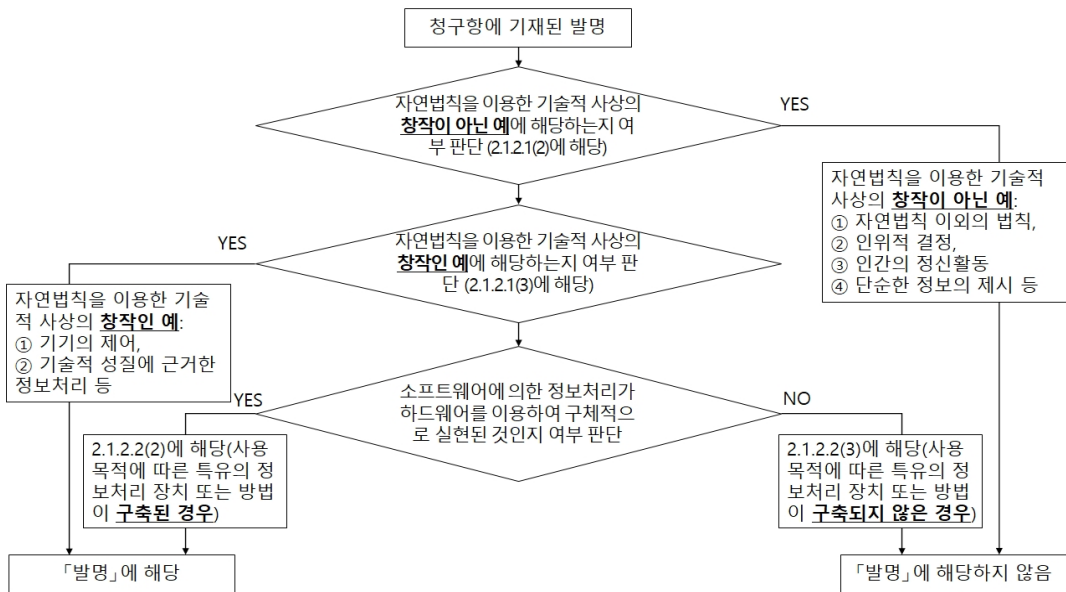 청구항에 기재된 발명
자연법칙을 이용한 기술적 사상의
창작이 아닌 예에 해당하는지 여
부 판단 (2.1.2.1(2)에 해당)
YES
자연법칙을 이용한 기술적
사상의 창작이 아닌 예:
① 자연법칙 이외의 법칙,
② 인위적 결정,
③ 인간의 정신활동
④ 단순한 정보의 제시 등
자연법칙을 이용한 기술적 사상의
창작인 예에 해당하는지 여부 판
단 (2.1.2.1(3)에 해당)
YES
자연법칙을 이용한 기술
적 사상의 창작인 예:
① 기기의 제어,
② 기술적 성질에 근거한
정보처리 등
소프트웨어에 의한 정보처리가
하드웨어를 이용하여 구체적으
로 실현된 것인지 여부 판단
YES
NO
2.1.2.2(2)에 해당(사용
목적에 따른 특유의 정
보처리 장치 또는 방법
이 구축된 경우)
2.1.2.2(3)에 해당(사용
목적에 따른 특유의 정
보처리 장치 또는 방법
이 구축되지 않은 경우)
「발명」에 해당
「발명」에 해당하지 않음